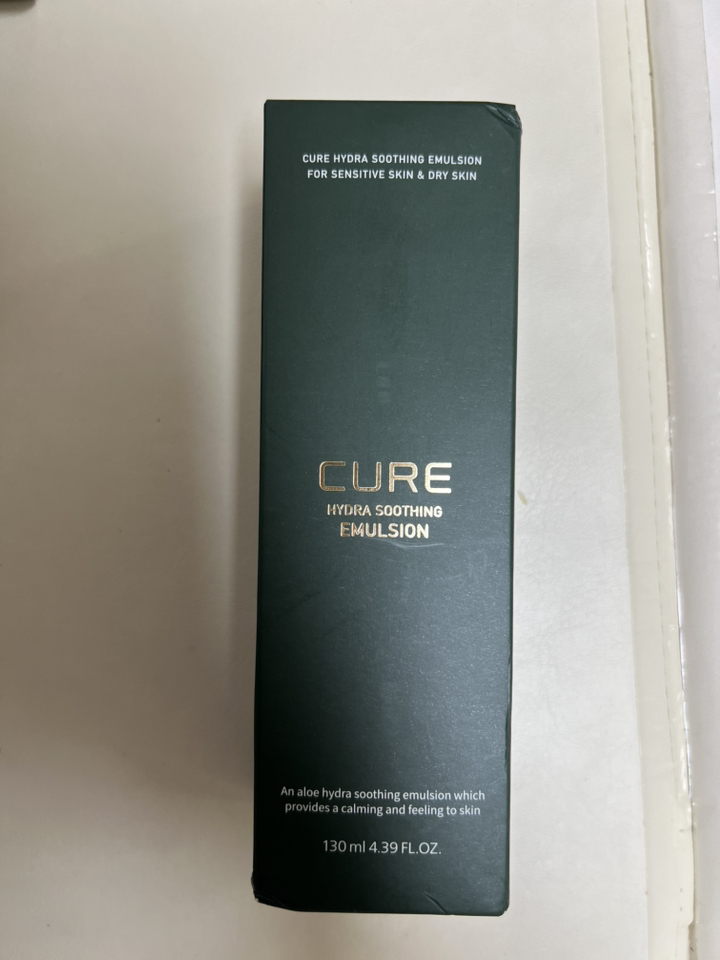 CURE HYDRA SOOTHING EMULSION
FOR SENSITIVE SKIN & DRY SKIN
CURE
HYDRA SOOTHING
EMULSION
An aloe hydra soothing emulsion which
provides a calming and feeling to skin
130 ml 4.39 FL.OZ.